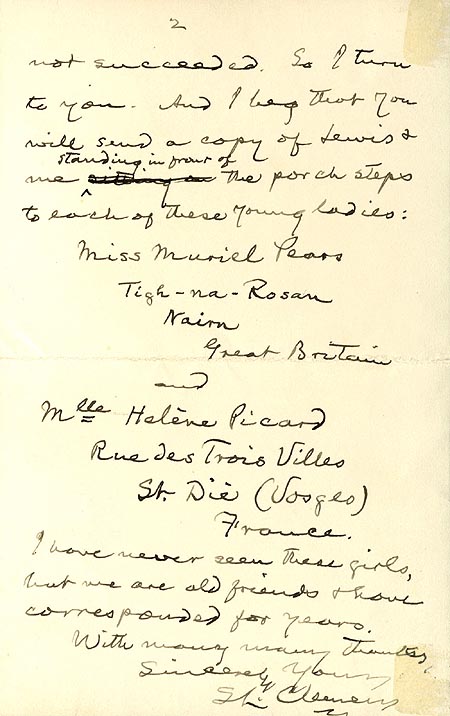 2
not succeeded. So I turn
to you. And I beg that you
will send a copy of Lewis &
standing in front of
me sitting on the porch steps
to each of these young ladies:
Miss Muriel Pears
Tigh-na-Rosan
Nairn
Great Britain
and
Mlle Helène Picard
Rue des Trois Villes
St. Dié (Vosges)
France.
I have never seen these girls,
but we are old friends & have
corresponded for years.
With many many thanks,
Sincerely Yours
SL. Clemens